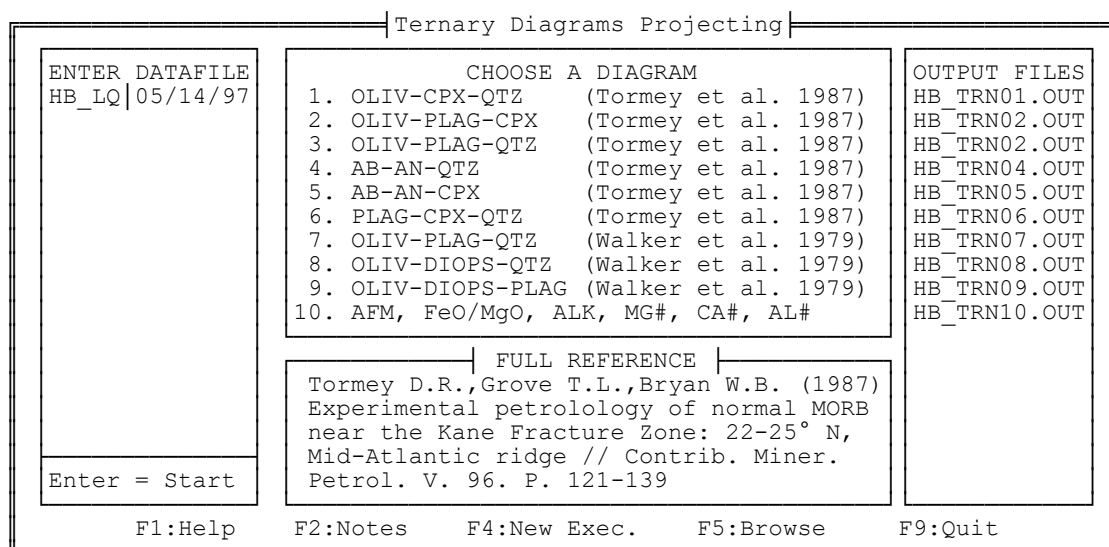 Ternary Diagrams Projecting
ENTER DATAFILE
HB_LQ|05/14/97
Enter = Start
CHOOSE A DIAGRAM
1. OLIV-CPX-QTZ (Tormey et al. 1987)
2. OLIV-PLAG-CPX (Tormey et al. 1987)
3. OLIV-PLAG-QTZ (Tormey et al. 1987)
4. AB-AN-QTZ (Tormey et al. 1987)
5. AB-AN-CPX (Tormey et al. 1987)
6. PLAG-CPX-QTZ (Tormey et al. 1987)
7. OLIV-PLAG-QTZ (Walker et al. 1979)
8. OLIV-DIOPS-QTZ (Walker et al. 1979)
9. OLIV-DIOPS-PLAG (Walker et al. 1979)
10. AFM, FeO/MgO, ALK, MG#, CA#, AL#
FULL REFERENCE
Tormey D.R.,Grove T.L.,Bryan W.B. (1987)
Experimental petrolology of normal MORB
near the Kane Fracture Zone: 22-25° N,
Mid-Atlantic ridge // Contrib. Miner.
Petrol. V. 96. P. 121-139
OUTPUT FILES
HB_TRN01.OUT
HB_TRN02.OUT
HB_TRN02.OUT
HB_TRN04.OUT
HB_TRN05.OUT
HB_TRN06.OUT
HB_TRN07.OUT
HB_TRN08.OUT
HB_TRN09.OUT
HB_TRN10.OUT
F1:Help F2:Notes F4:New Exec. F5:Browse F9:Quit